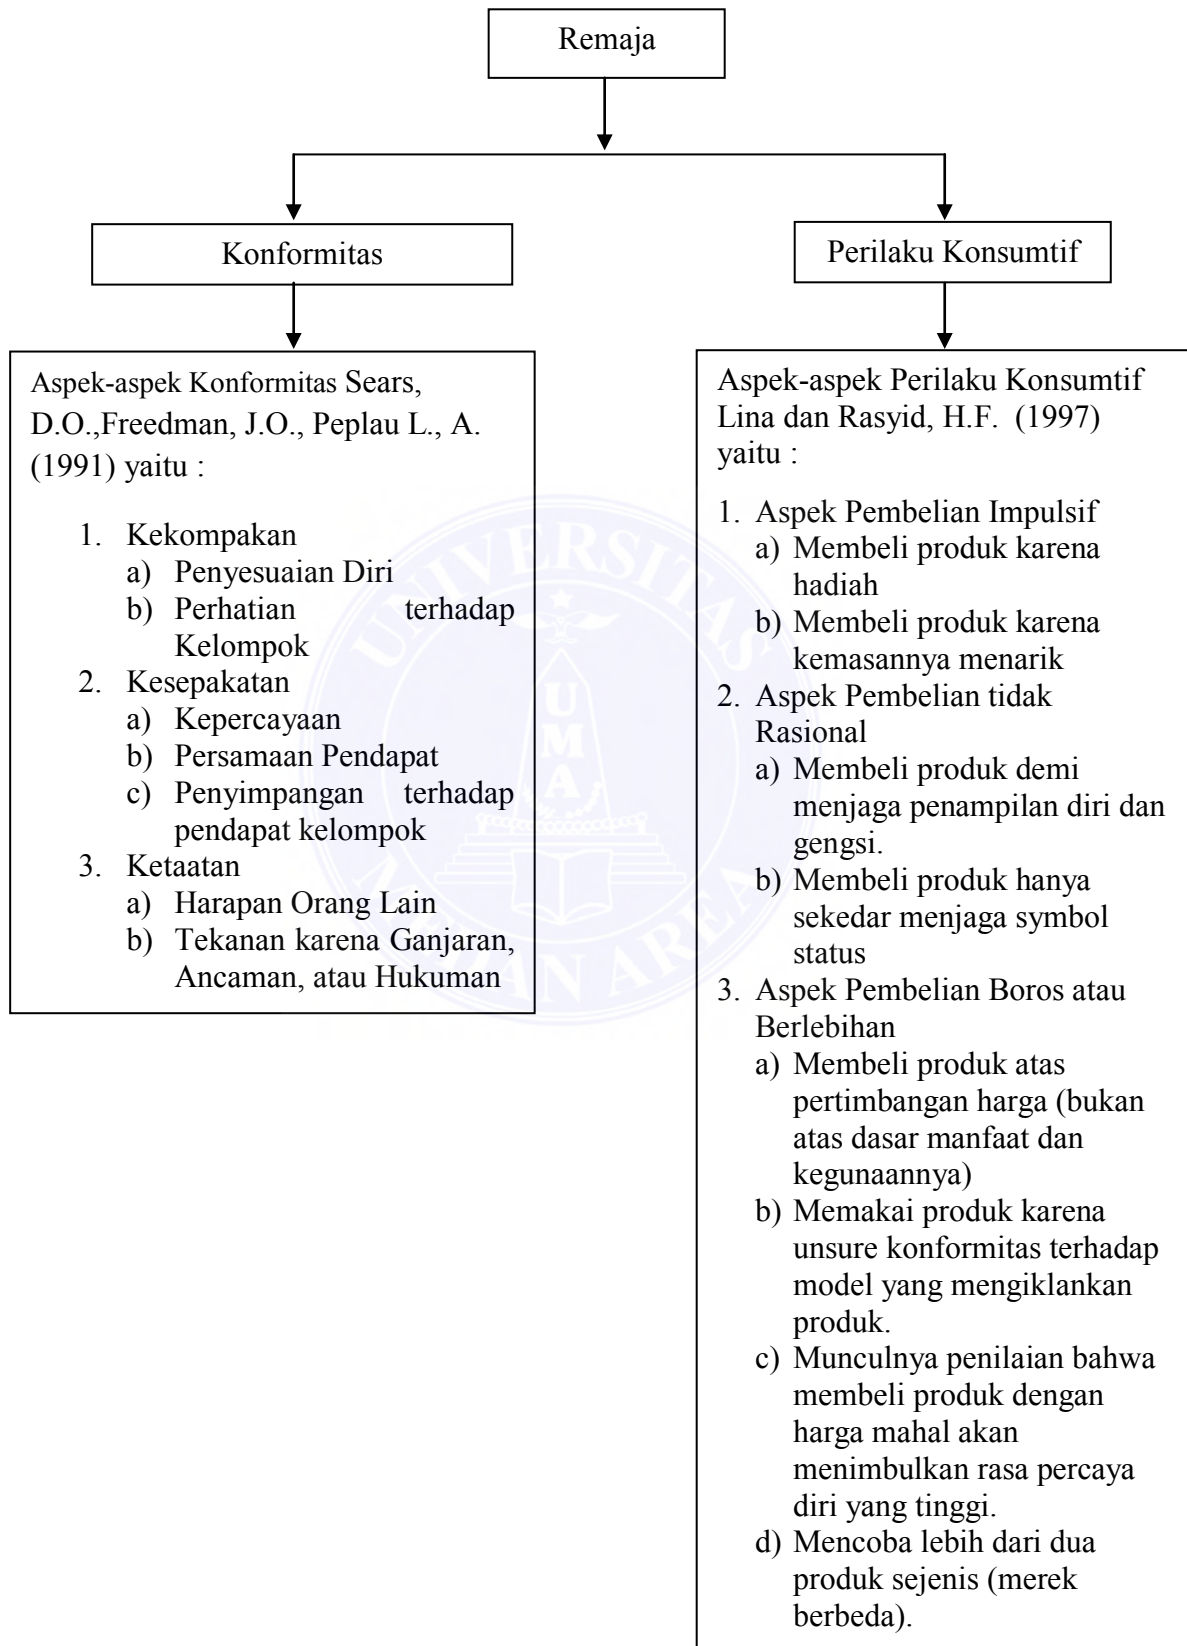 Remaja
Konformitas
Perilaku Konsumtif
Aspek-aspek Konformitas Sears,
D.O.,Freedman, J.O., Peplau L., A.
(1991) yaitu :
1. Kekompakan
a) Penyesuaian Diri
b) Perhatian terhadap
Kelompok
2. Kesepakatan
a) Kepercayaan
b) Persamaan Pendapat
c) Penyimpangan terhadap
pendapat kelompok
3. Ketaatan
a) Harapan Orang Lain
b) Tekanan karena Ganjaran,
Ancaman, atau Hukuman
Aspek-aspek Perilaku Konsumtif
Lina dan Rasyid, H.F. (1997)
yaitu :
1. Aspek Pembelian Impulsif
a) Membeli produk karena
hadiah
b) Membeli produk karena
kemasannya menarik
2. Aspek Pembelian tidak
Rasional
a) Membeli produk demi
menjaga penampilan diri dan
gengsi.
b) Membeli produk hanya
sekedar menjaga symbol
status
3. Aspek Pembelian Boros atau
Berlebihan
a) Membeli produk atas
pertimbangan harga (bukan
atas dasar manfaat dan
kegunaannya)
b) Memakai produk karena
unsure konformitas terhadap
model yang mengiklankan
produk.
c) Munculnya penilaian bahwa
membeli produk dengan
harga mahal akan
menimbulkan rasa percaya
diri yang tinggi.
d) Mencoba lebih dari dua
produk sejenis (merek
berbeda).
UNIVERSITAS
UMA
MEDAN AREA